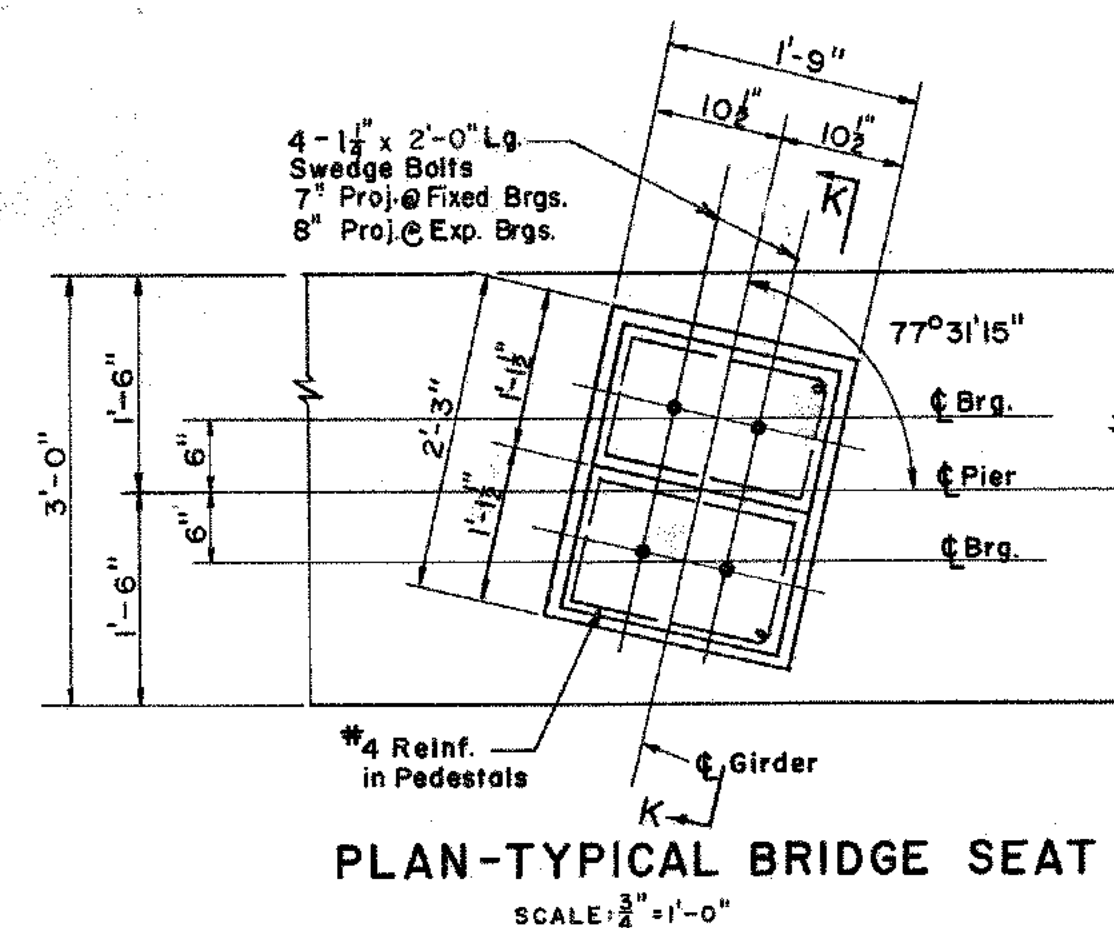 1'-9"
10½" 10½"
4-1¼" x 2'-0" Lg.
Swedge Bolts
7" Proj. @ Fixed Brgs.
8" Proj. @ Exp. Brgs.
K
77°31'15"
3'-0"
1'-6"
1'-6"
6"
6"
2'-3"
1'-1½"
1'-1½"
℄ Brg.
℄ Pier
℄ Brg.
#4 Reinf.
in Pedestals
℄ Girder
K
PLAN-TYPICAL BRIDGE SEAT
SCALE: ¾" = 1'-0"